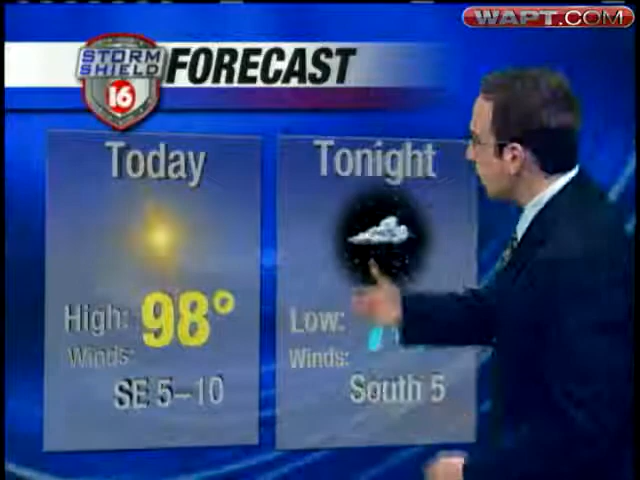 WAPT.COM
STORM
SHIELD
16
FORECAST
Today
High: 98°
Winds:
SE 5-10
Tonight
Low:
Winds:
South 5